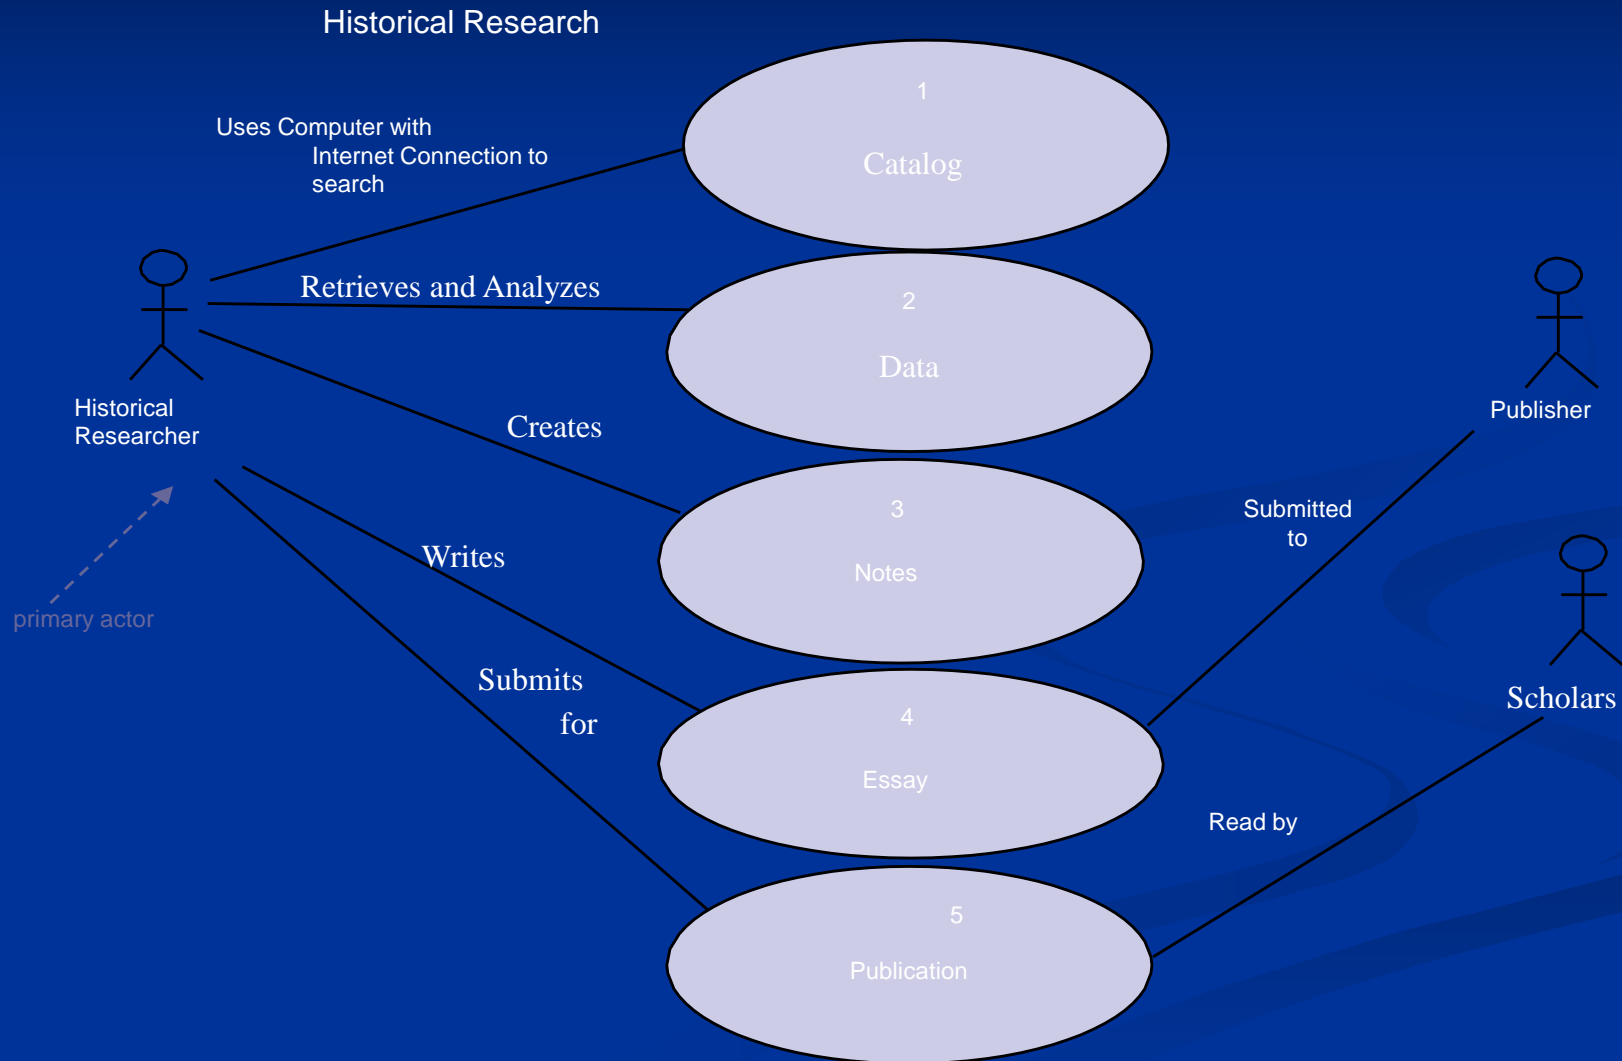 Historical Research
1
Catalog
Uses Computer with
Internet Connection to
search
Retrieves and Analyzes
2
Data
Historical
Researcher
Creates
Publisher
3
Notes
Submitted
to
Writes
primary actor
Submits
for
4
Essay
Scholars
Read by
5
Publication